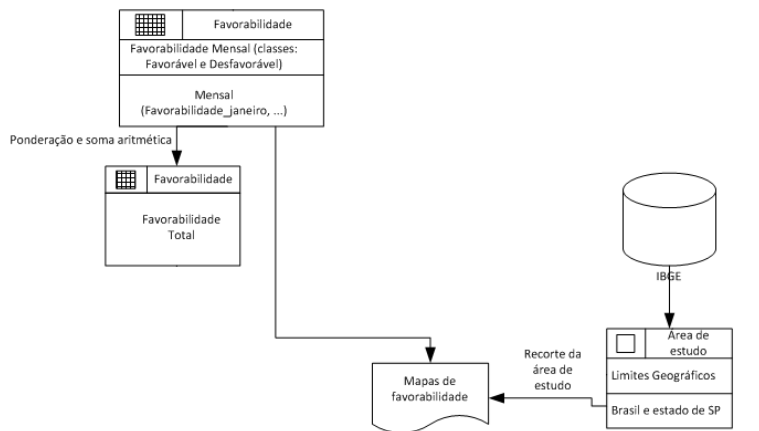 Favorabilidade
Favorabilidade Mensal (classes:
Favorável e Desfavorável)
Mensal
(Favorabilidade_janeiro, ...)
Ponderação e soma aritmética
Favorabilidade
Favorabilidade
Total
IBGE
Área de
estudo
Limites Geográficos
Brasil e estado de SP
Recorte da
área de
estudo
Mapas de
favorabilidade